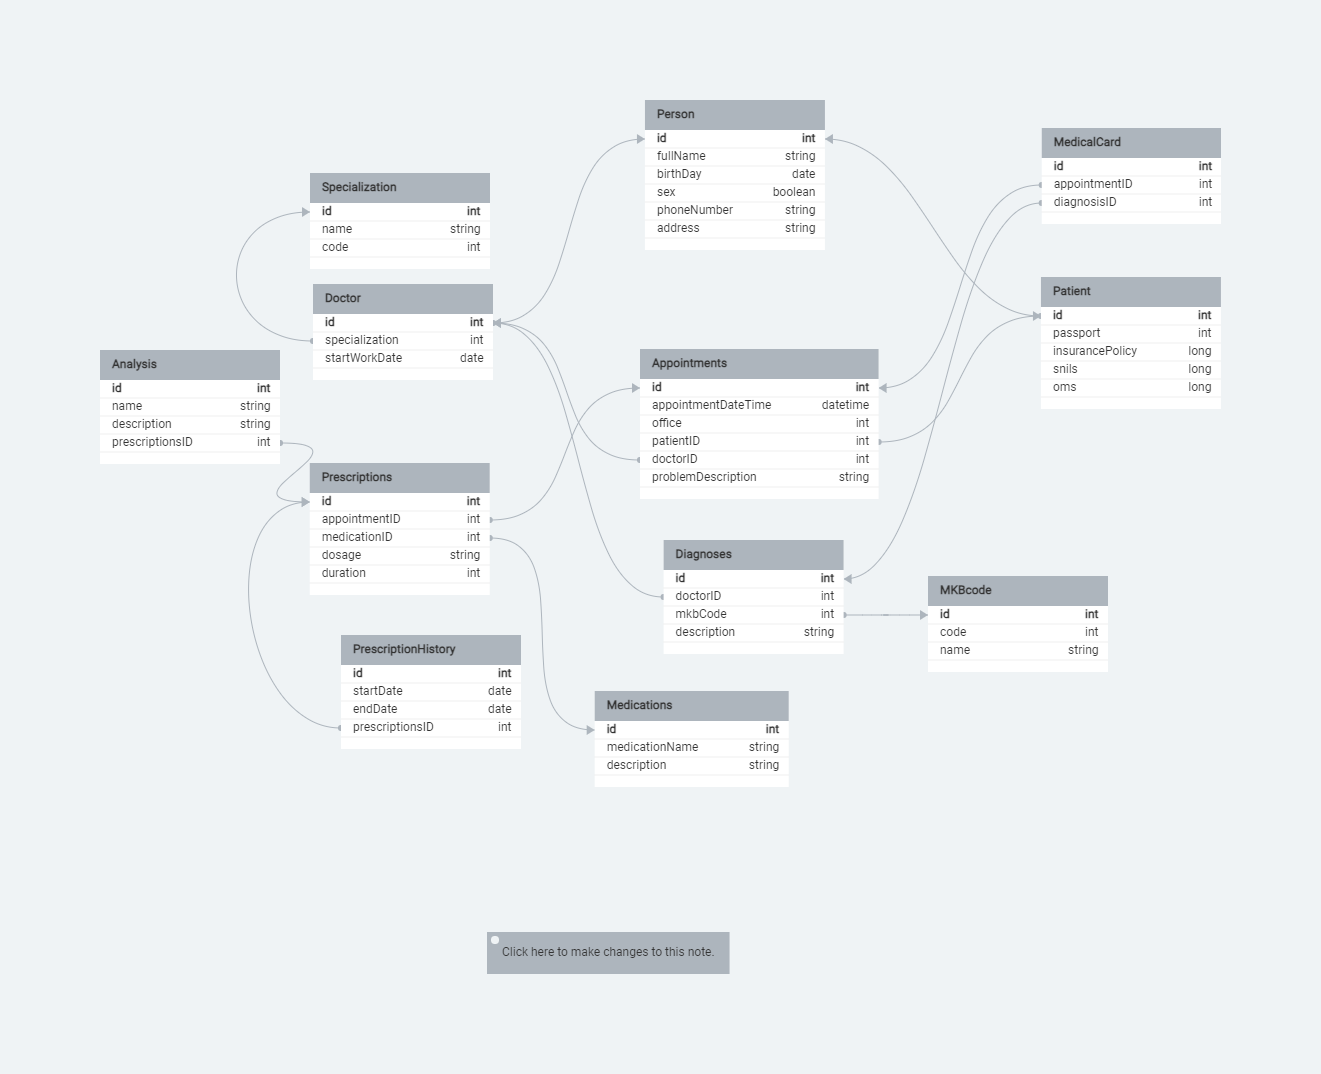 Person
id int
fullName string
birthDay date
sex boolean
phoneNumber string
address string
MedicalCard
id int
appointmentID int
diagnosisID int
Specialization
id int
name string
code int
Doctor
id int
specialization int
startWorkDate date
Patient
id int
passport int
insurancePolicy long
snils long
oms long
Analysis
id int
name string
description string
prescriptionsID int
Appointments
id int
appointmentDateTime datetime
office int
patientID int
doctorID int
problemDescription string
Prescriptions
id int
appointmentID int
medicationID int
dosage string
duration int
Diagnoses
id int
doctorID int
mkbCode int
description string
MKBcode
id int
code int
name string
PrescriptionHistory
id int
startDate date
endDate date
prescriptionsID int
Medications
id int
medicationName string
description string
Click here to make changes to this note.